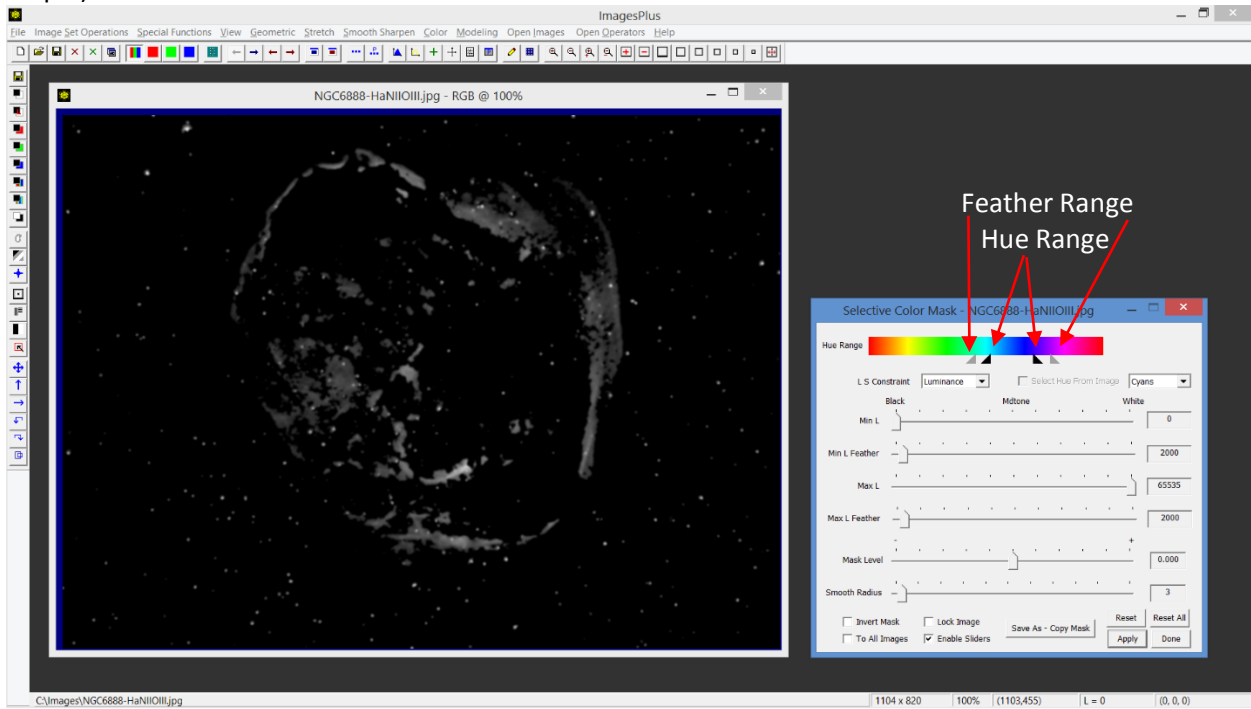 ImagesPlus
File Image Set Operations Special Functions View Geometric Stretch Smooth Sharpen Color Modeling Open Images Open Operators Help
NGC6888-HaNIIOIII.jpg - RGB @ 100%
Feather Range
Hue Range
Selective Color Mask - NGC6888-HaNIIOIII.jpg
Hue Range
L S Constraint Luminance Select Hue From Image Cyans
Black Mdtone White
Min L 0
Min L Feather 2000
Max L 65535
Max L Feather 2000
- +
Mask Level 0.000
Smooth Radius 3
Invert Mask Lock Image Save As - Copy Mask Reset Reset All
To All Images Enable Sliders Apply Done
C:\Images\NGC6888-HaNIIOIII.jpg 1104 x 820 100% (1103,455) L = 0 (0, 0, 0)